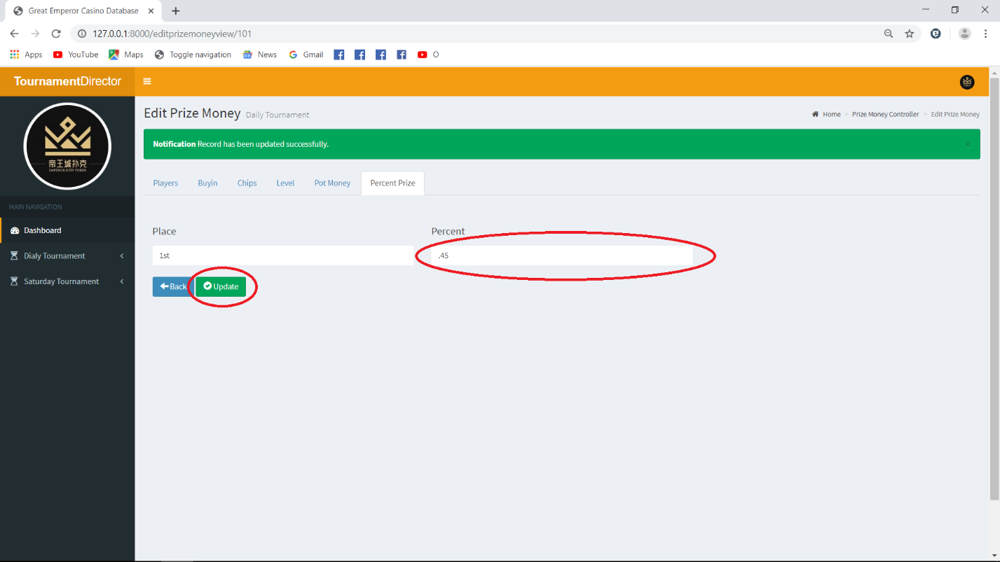 Great Emperor Casino Database
127.0.0.1:8000/editprizemoneyview/101
Apps YouTube Maps Toggle navigation News Gmail O
TournamentDirector
帝王城扑克
EMPEROR CITY POKER
Edit Prize Money Daily Tournament
Home > Prize Money Controller > Edit Prize Money
Notification Record has been updated successfully.
×
Players Buyin Chips Level Pot Money Percent Prize
MAIN NAVIGATION
Dashboard
Dialy Tournament
Saturday Tournament
Place Percent
1st .45
Back Update